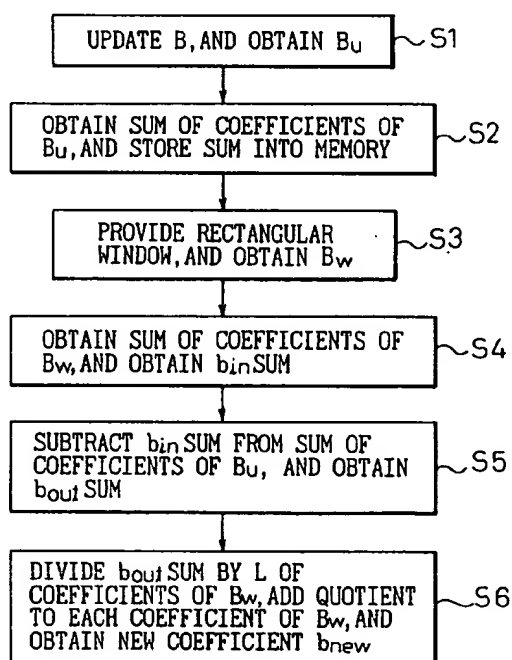 UPDATE B, AND OBTAIN Bu
S1
OBTAIN SUM OF COEFFICIENTS OF
Bu, AND STORE SUM INTO MEMORY
S2
PROVIDE RECTANGULAR
WINDOW, AND OBTAIN Bw
S3
OBTAIN SUM OF COEFFICIENTS OF
Bw, AND OBTAIN binSUM
S4
SUBTRACT binSUM FROM SUM OF
COEFFICIENTS OF Bu, AND OBTAIN
boutSUM
S5
DIVIDE boutSUM BY L OF
COEFFICIENTS OF Bw, ADD QUOTIENT
TO EACH COEFFICIENT OF Bw, AND
OBTAIN NEW COEFFICIENT bnew
S6